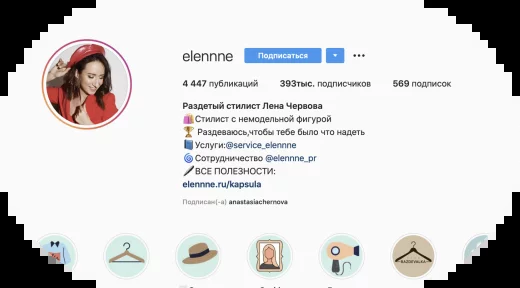 elennne Подписаться
4 447 публикаций 393тыс. подписчиков 569 подписок
Раздетый стилист Лена Червова
Стилист с немодельной фигурой
Раздеваюсь,чтобы тебе было что надеть
Услуги:@service_elennne
Сотрудничество @elennne_pr
ВСЕ ПОЛЕЗНОСТИ:
elennne.ru/kapsula
Подписан(-а) anastasiachernova
RAZDEVALKA